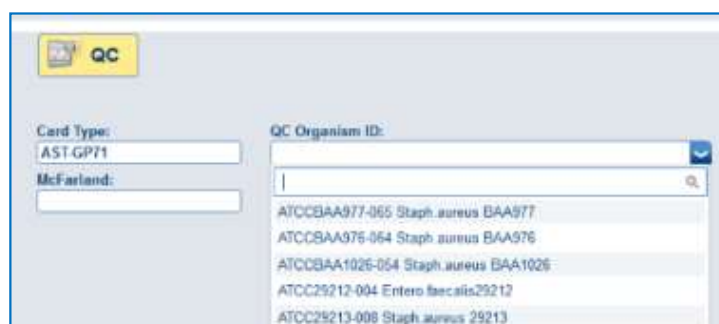 QC
Card Type:
AST-GP71
QC Organism ID:
McFarland:
ATCCBAA977-065 Staph.aureus BAA977
ATCCBAA976-064 Staph.aureus BAA976
ATCCBAA1026-054 Staph.aureus BAA1026
ATCC29212-004 Entero.faecalis29212
ATCC29213-008 Staph.aureus 29213